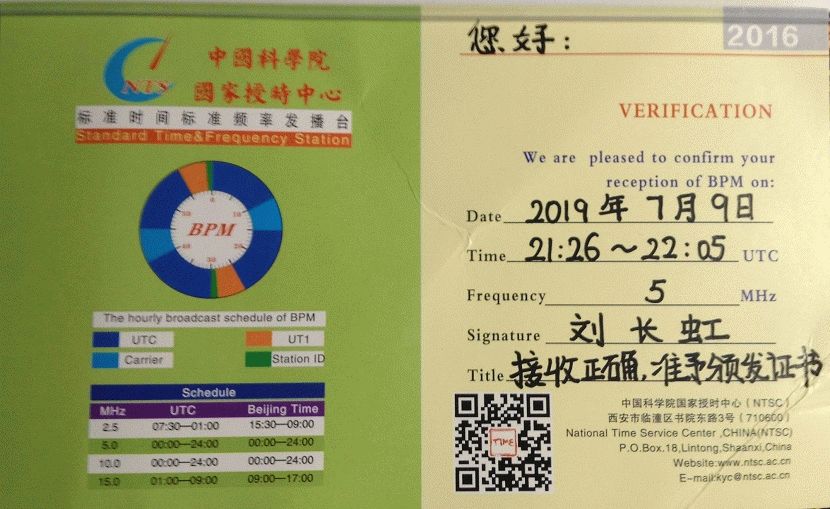 NTS
中國科學院
國家授時中心
标准时间标准频率发播台
Standard Time&Frequency Station
0
10
20
30
50
BPM
The hourly broadcast schedule of BPM
UTC
UT1
Carrier
Station ID
Schedule
MHz UTC Beijing Time
2.5 07:30—01:00 15:30—09:00
5.0 00:00—24:00 00:00—24:00
10.0 00:00—24:00 00:00—24:00
15.0 01:00—09:00 09:00—17:00
您好:
2016
VERIFICATION
We are pleased to confirm your
reception of BPM on:
Date 2019年7月9日
Time 21:26~22:05 UTC
Frequency 5 MHz
Signature 刘长虹
Title 接收正确,准予颁发证书
TIME
中国科学院国家授时中心（NTSC）
西安市临潼区书院东路3号（710600）
National Time Service Center ,CHINA(NTSC)
P.O.Box.18,Lintong,Shaanxi,China
Website:www.ntsc.ac.cn
E-mail:kyc@ntsc.ac.cn